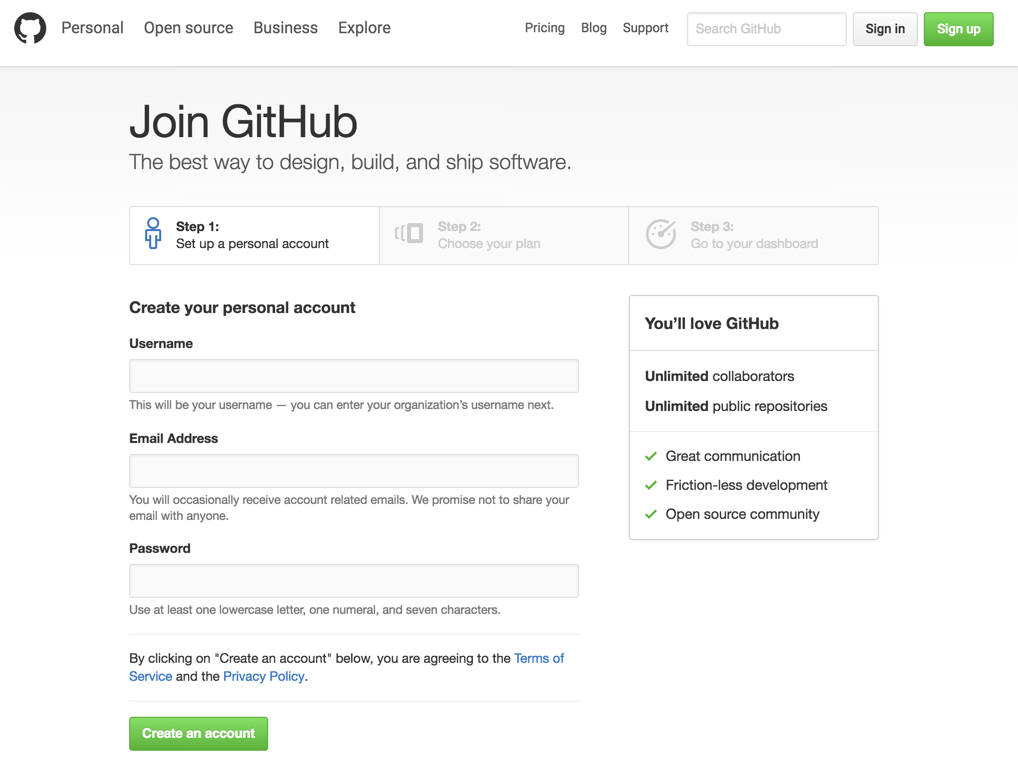 Personal Open source Business Explore Pricing Blog Support Search GitHub Sign in Sign up
Join GitHub
The best way to design, build, and ship software.
Step 1:
Set up a personal account
Step 2:
Choose your plan
Step 3:
Go to your dashboard
Create your personal account
Username
This will be your username — you can enter your organization’s username next.
Email Address
You will occasionally receive account related emails. We promise not to share your
email with anyone.
Password
Use at least one lowercase letter, one numeral, and seven characters.
By clicking on "Create an account" below, you are agreeing to the Terms of
Service and the Privacy Policy.
Create an account
You’ll love GitHub
Unlimited collaborators
Unlimited public repositories
Great communication
Friction-less development
Open source community